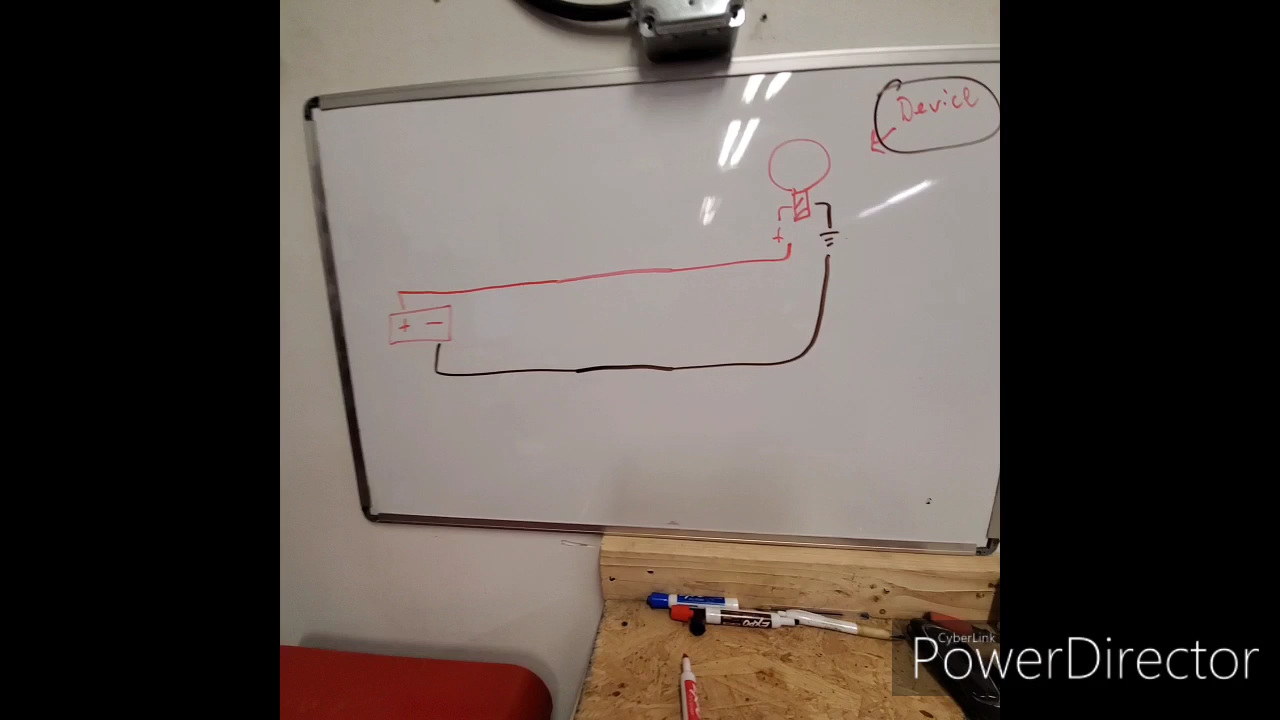 Device
+
+ −
EXPO
CyberLink
PowerDirector